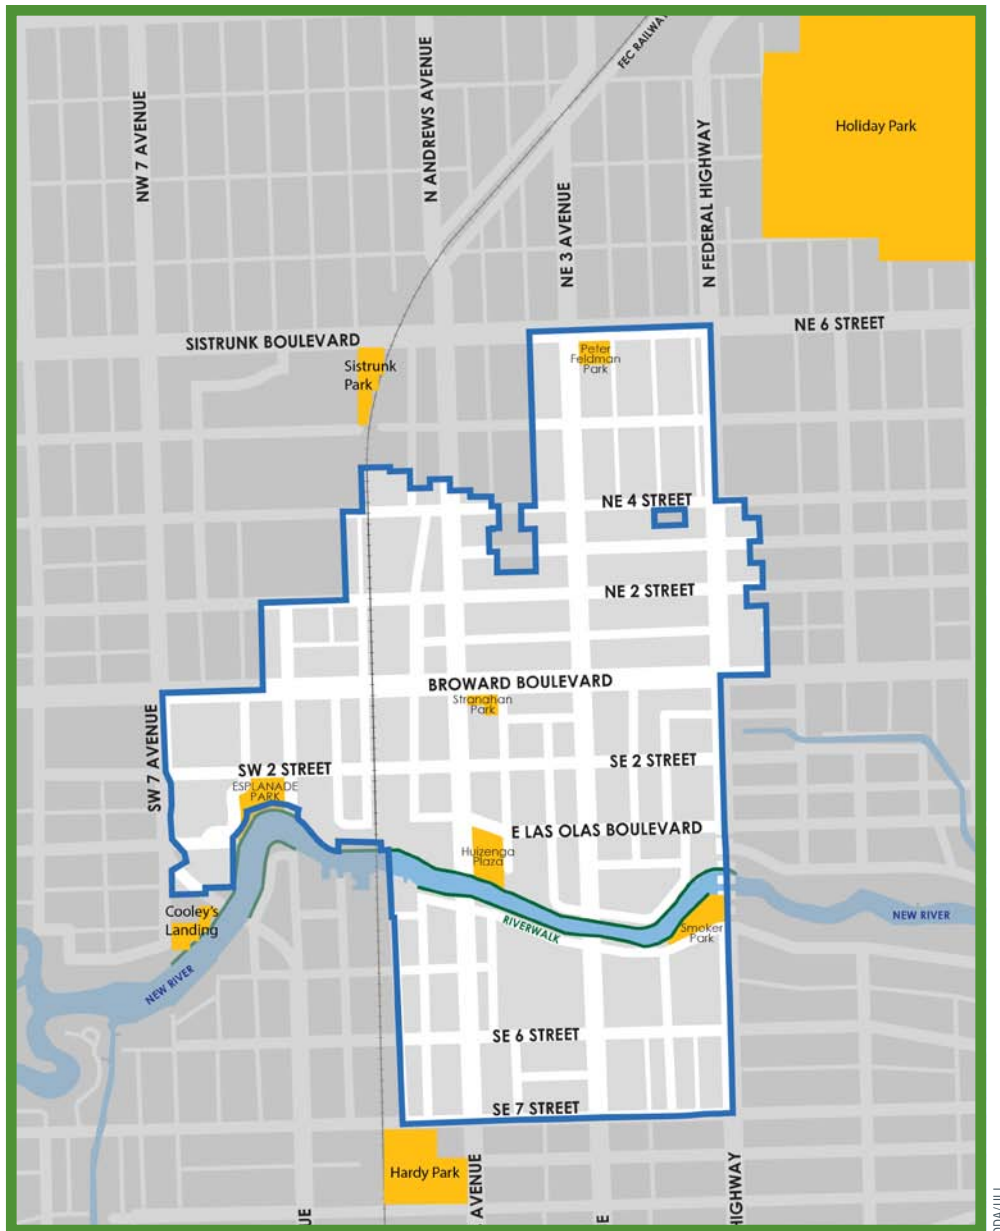 FEC RAILWAY
NW 7 AVENUE
N ANDREWS AVENUE
Holiday Park
NE 3 AVENUE
N FEDERAL HIGHWAY
SISTRUNK BOULEVARD
NE 6 STREET
Sistrunk
Park
Peter
Feldman
Park
NE 4 STREET
NE 2 STREET
BROWARD BOULEVARD
Stranahan
Park
SW 7 AVENUE
SW 2 STREET
SE 2 STREET
ESPLANADE
PARK
E LAS OLAS BOULEVARD
Huizenga
Plaza
Cooley's
Landing
RIVERWALK
Smoker
Park
NEW RIVER
NEW RIVER
SE 6 STREET
SE 7 STREET
Hardy Park
UE
AVENUE
E
HIGHWAY